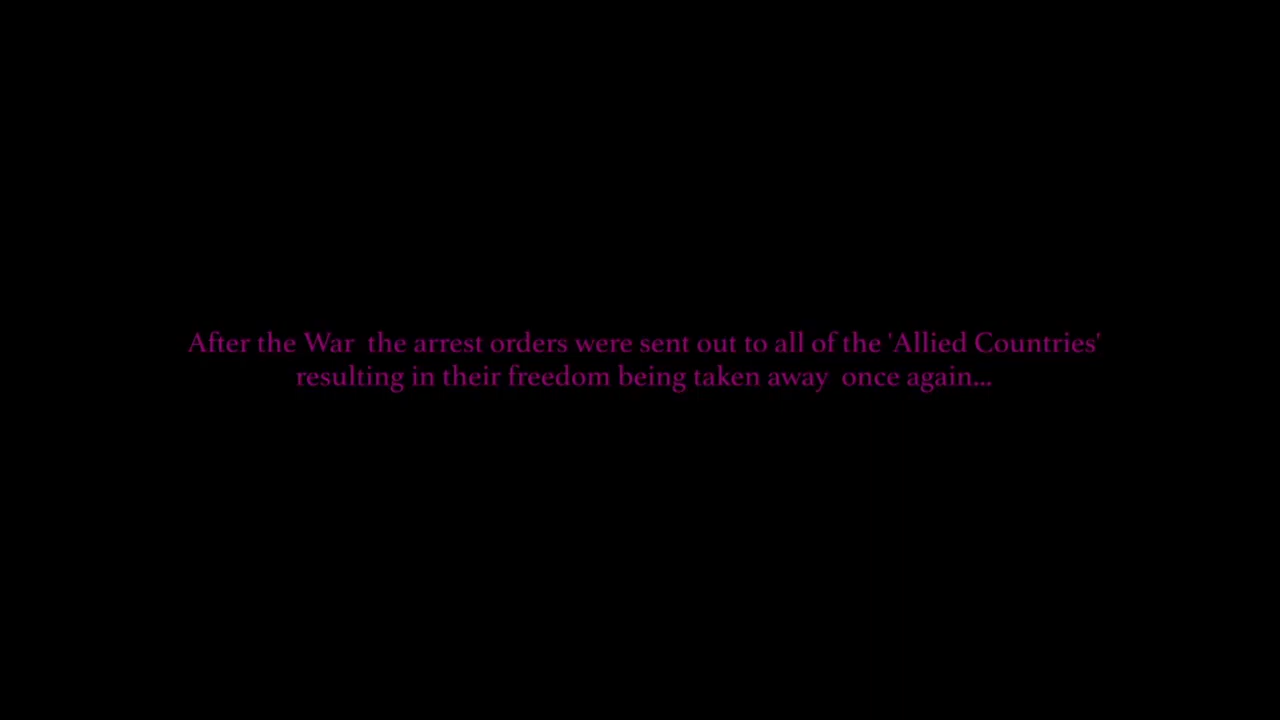 After the War  the arrest orders were sent out to all of the 'Allied Countries'
resulting in their freedom being taken away  once again...